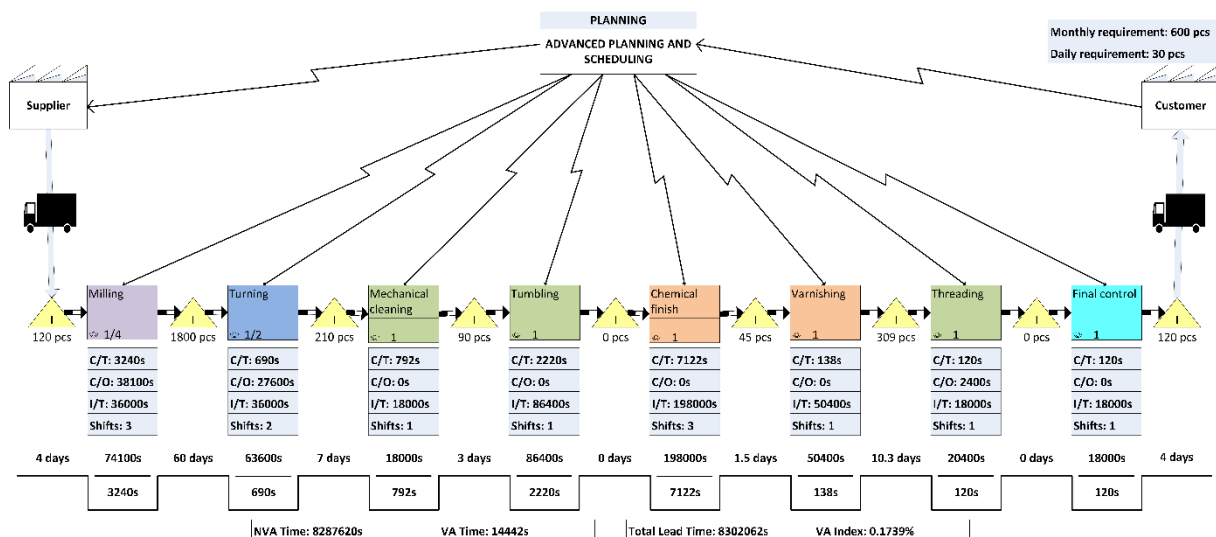 PLANNING
ADVANCED PLANNING AND
SCHEDULING
Monthly requirement: 600 pcs
Daily requirement: 30 pcs
Supplier
Customer
I
120 pcs
Milling
1/4
I
1800 pcs
Turning
1/2
I
210 pcs
Mechanical
cleaning
1
I
90 pcs
Tumbling
1
I
0 pcs
Chemical
finish
1
I
45 pcs
Varnishing
1
I
309 pcs
Threading
1
I
0 pcs
Final control
1
I
120 pcs
C/T: 3240s
C/O: 38100s
I/T: 36000s
Shifts: 3
C/T: 690s
C/O: 27600s
I/T: 36000s
Shifts: 2
C/T: 792s
C/O: 0s
I/T: 18000s
Shifts: 1
C/T: 2220s
C/O: 0s
I/T: 86400s
Shifts: 1
C/T: 7122s
C/O: 0s
I/T: 198000s
Shifts: 3
C/T: 138s
C/O: 0s
I/T: 50400s
Shifts: 1
C/T: 120s
C/O: 2400s
I/T: 18000s
Shifts: 1
C/T: 120s
C/O: 0s
I/T: 18000s
Shifts: 1
4 days 74100s 60 days 63600s 7 days 18000s 3 days 86400s 0 days 198000s 1.5 days 50400s 10.3 days 20400s 0 days 18000s 4 days
3240s 690s 792s 2220s 7122s 138s 120s 120s
NVA Time: 8287620s VA Time: 14442s Total Lead Time: 8302062s VA Index: 0.1739%